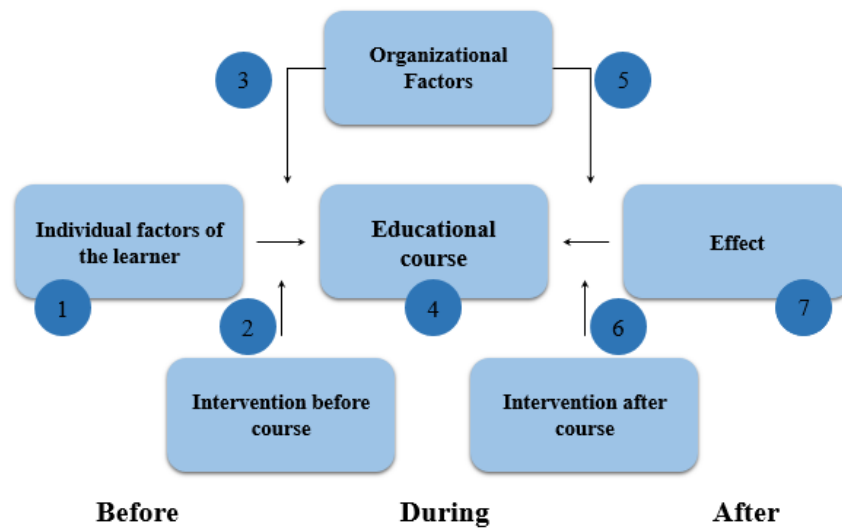 Organizational
Factors
3
5
Individual factors of
the learner
Educational
course
Effect
1
2
4
6
7
Intervention before
course
Intervention after
course
Before
During
After